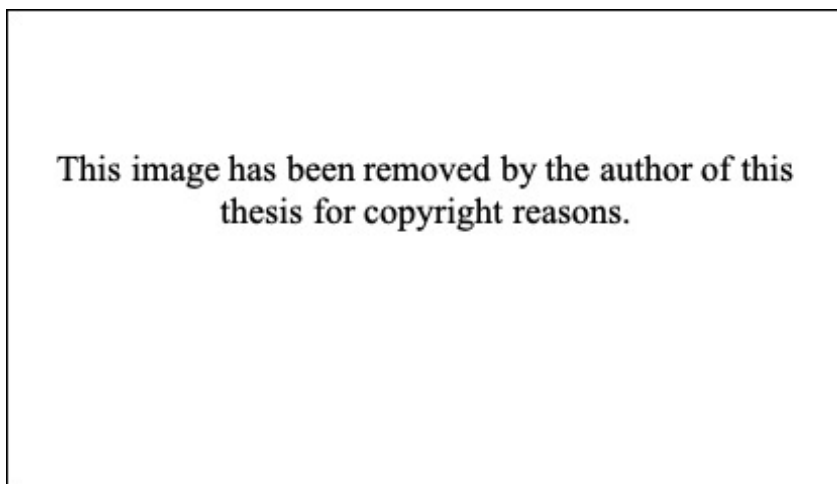 This image has been removed by the author of this
thesis for copyright reasons.